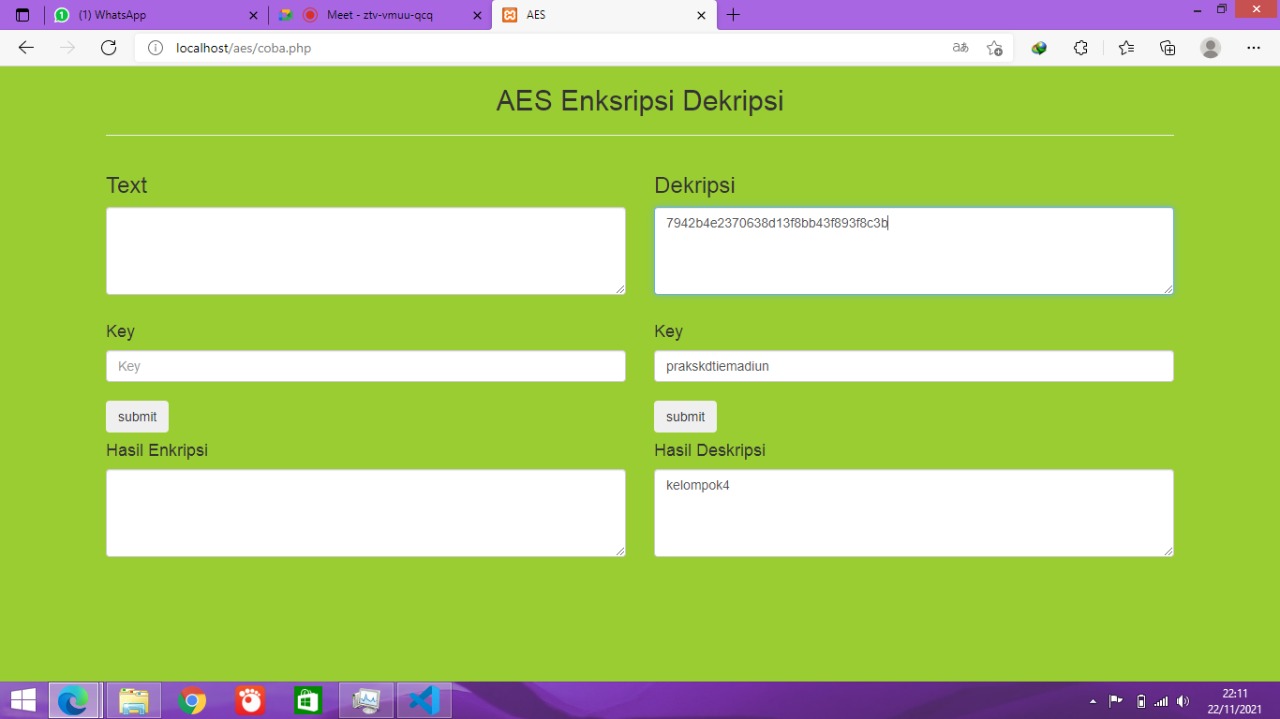 (1) WhatsApp
Meet - ztv-vmuu-qcq
AES
localhost/aes/coba.php
AES Enksripsi Dekripsi
Text
Dekripsi
7942b4e2370638d13f8bb43f893f8c3b
Key
Key
Key
prakskdtiemadiun
submit
submit
Hasil Enkripsi
Hasil Deskripsi
kelompok4
22:11
22/11/2021